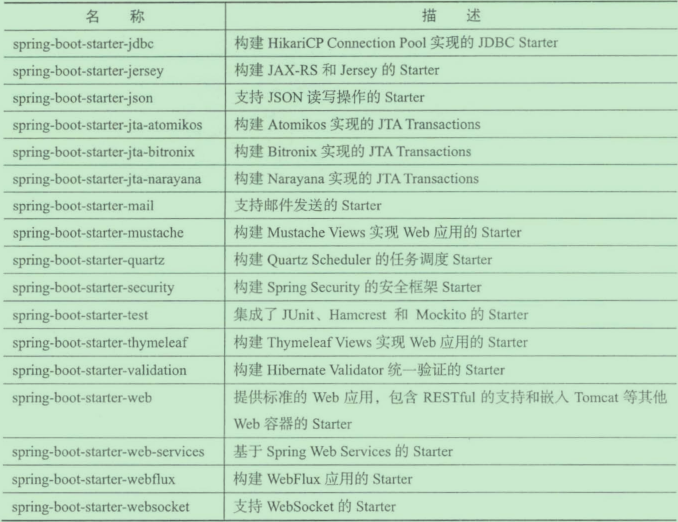 名 称 描 述
spring-boot-starter-jdbc 构建 HikariCP Connection Pool 实现的 JDBC Starter
spring-boot-starter-jersey 构建 JAX-RS 和 Jersey 的 Starter
spring-boot-starter-json 支持 JSON 读写操作的 Starter
spring-boot-starter-jta-atomikos 构建 Atomikos 实现的 JTA Transactions
spring-boot-starter-jta-bitronix 构建 Bitronix 实现的 JTA Transactions
spring-boot-starter-jta-narayana 构建 Narayana 实现的 JTA Transactions
spring-boot-starter-mail 支持邮件发送的 Starter
spring-boot-starter-mustache 构建 Mustache Views 实现 Web 应用的 Starter
spring-boot-starter-quartz 构建 Quartz Scheduler 的任务调度 Starter
spring-boot-starter-security 构建 Spring Security 的安全框架 Starter
spring-boot-starter-test 集成了 JUnit、Hamcrest 和 Mockito 的 Starter
spring-boot-starter-thymeleaf 构建 Thymeleaf Views 实现 Web 应用的 Starter
spring-boot-starter-validation 构建 Hibernate Validator 统一验证的 Starter
spring-boot-starter-web 提供标准的 Web 应用，包含 RESTful 的支持和嵌入 Tomcat 等其他
Web 容器的 Starter
spring-boot-starter-web-services 基于 Spring Web Services 的 Starter
spring-boot-starter-webflux 构建 WebFlux 应用的 Starter
spring-boot-starter-websocket 支持 WebSocket 的 Starter